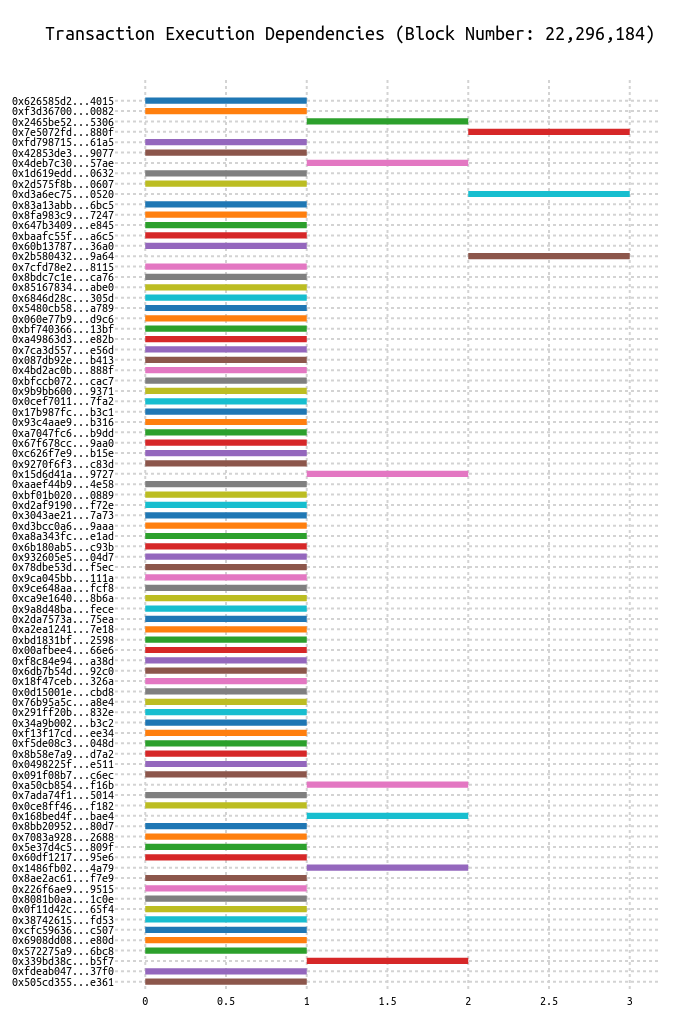 Transaction Execution Dependencies (Block Number: 22,296,184)
0x626585d2...4015
0xf3d36700...0082
0x2465be52...5306
0x7e5072fd...880f
0xfd798715...61a5
0x42853de3...9077
0x4deb7c30...57ae
0x1d619edd...0632
0x2d575f8b...0607
0xd3a6ec75...0520
0x83a13abb...6bc5
0x8fa983c9...7247
0x647b3409...e845
0xbaafc55f...a6c5
0x60b13787...36a0
0x2b580432...9a64
0x7cfd78e2...8115
0x8bdc7c1e...ca76
0x85167834...abe0
0x6846d28c...305d
0x5480cb58...a789
0x060e77b9...d9c6
0xbf740366...13bf
0xa49863d3...e82b
0x7ca3d557...e56d
0x087db92e...b413
0x4bd2ac0b...888f
0xbfccb072...cac7
0x9b9bb600...9371
0x0cef7011...7fa2
0x17b987fc...b3c1
0x93c4aae9...b316
0xa7047fc6...b9dd
0x67f678cc...9aa0
0xc626f7e9...b15e
0x9270f6f3...c83d
0x15d6d41a...9727
0xaaef44b9...4e58
0xbf01b020...0889
0xd2af9190...f72e
0x3043ae21...7a73
0xd3bcc0a6...9aaa
0xa8a343fc...e1ad
0x6b180ab5...c93b
0x932605e5...04d7
0x78dbe53d...f5ec
0x9ca045bb...111a
0x9ce648aa...fcf8
0xca9e1640...8b6a
0x9a8d48ba...fece
0x2da7573a...75ea
0xa2ea1241...7e18
0xbd1831bf...2598
0x00afbee4...66e6
0xf8c84e94...a38d
0x6db7b54d...92c0
0x18f47ceb...326a
0x0d15001e...cbd8
0x76b95a5c...a8e4
0x291ff20b...832e
0x34a9b002...b3c2
0xf13f17cd...ee34
0xf5de08c3...048d
0x8b58e7a9...d7a2
0x0498225f...e511
0x091f08b7...c6ec
0xa50cb854...f16b
0x7ada74f1...5014
0x0ce8ff46...f182
0x168bed4f...bae4
0x8bb20952...80d7
0x7083a928...2688
0x5e37d4c5...809f
0x60df1217...95e6
0x1486fb02...4a79
0x8ae2ac61...f7e9
0x226f6ae9...9515
0x8081b0aa...1c0e
0x0f11d42c...65f4
0x38742615...fd53
0xcfc59636...c507
0x6908dd08...e80d
0x572275a9...6bc8
0x339bd38c...b5f7
0xfdeab047...37f0
0x505cd355...e361
0 0.5 1 1.5 2 2.5 3